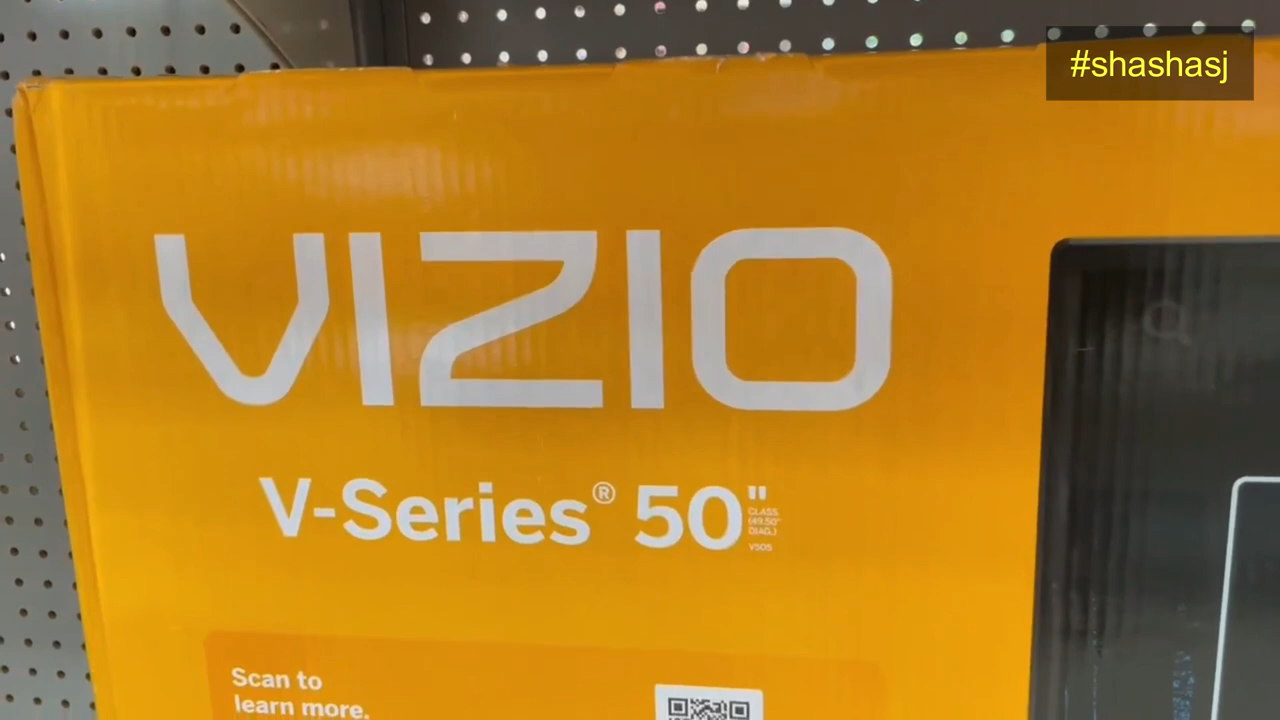 #shashasj
VIZIO
V-Series® 50"
CLASS
(49.50"
DIAG.)
V505
Scan to
learn more.